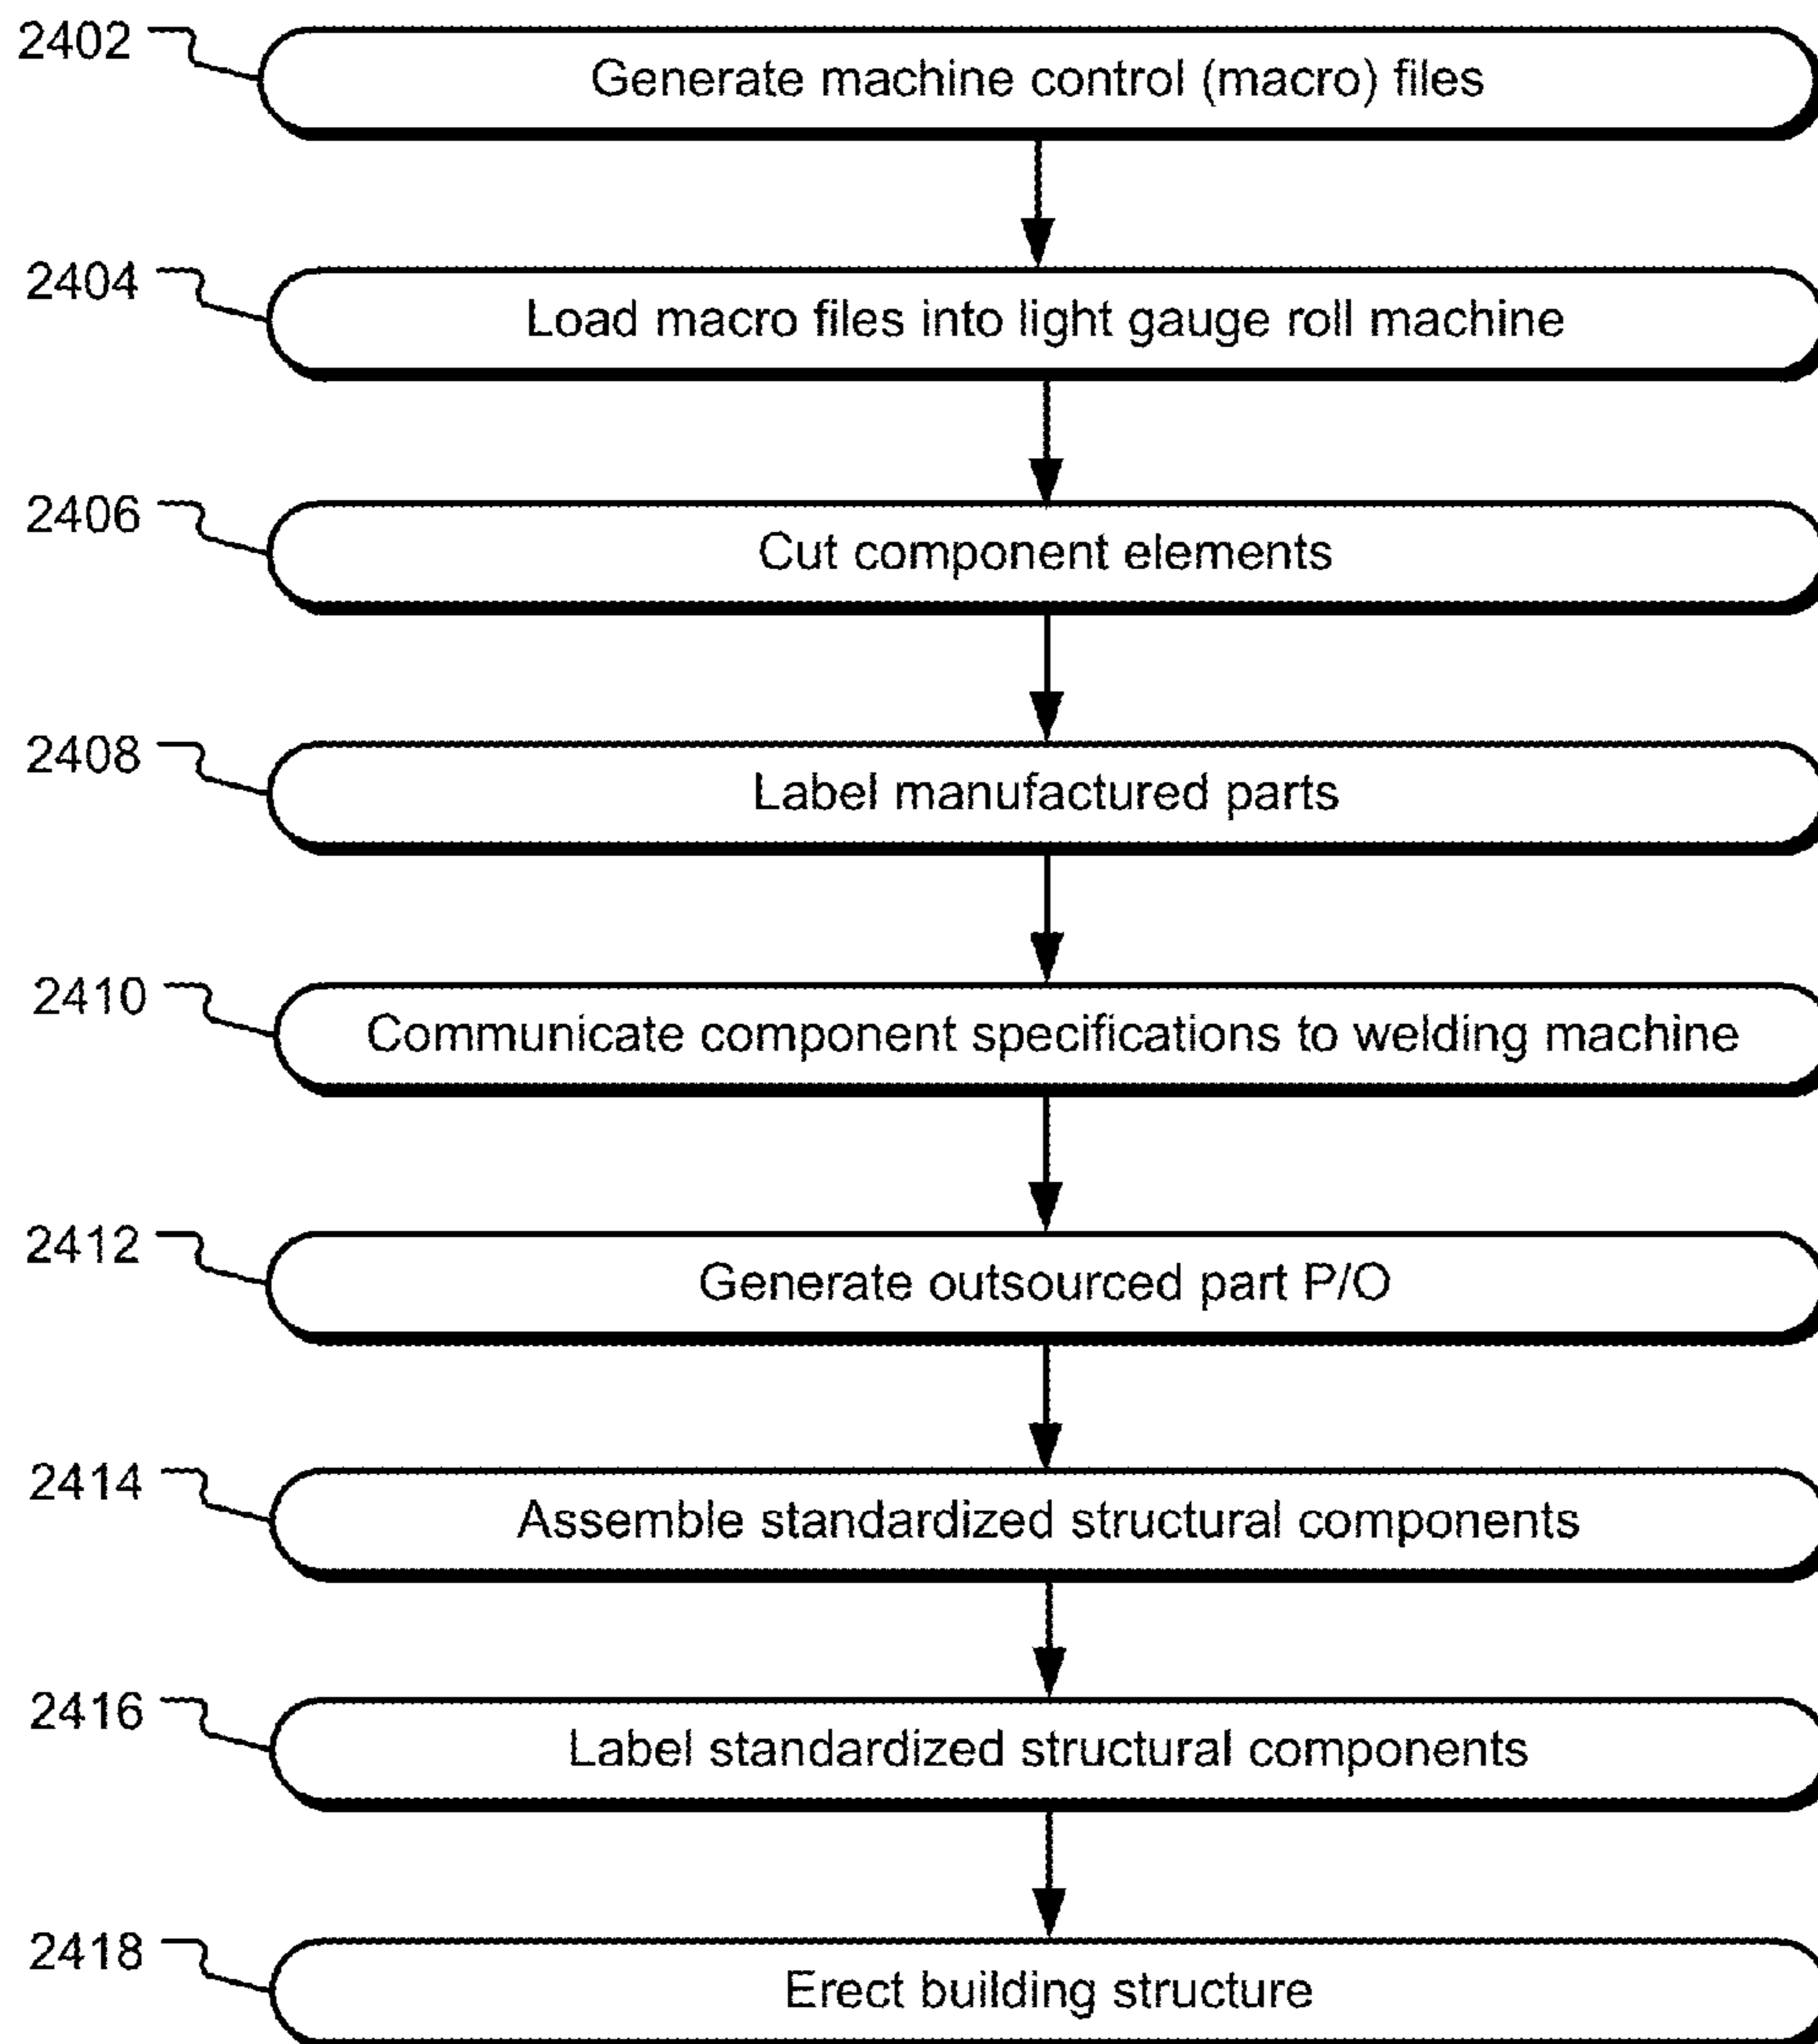 2402
Generate machine control (macro) files
2404
Load macro files into light gauge roll machine
2406
Cut component elements
2408
Label manufactured parts
2410
Communicate component specifications to welding machine
2412
Generate outsourced part P/O
2414
Assemble standardized structural components
2416
Label standardized structural components
2418
Erect building structure